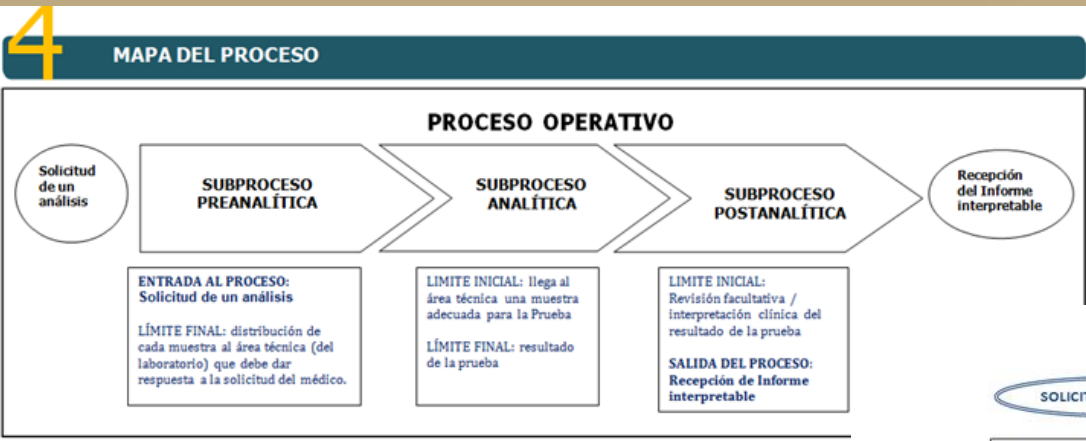 4
MAPA DEL PROCESO
PROCESO OPERATIVO
Solicitud
de un
análisis
SUBPROCESO
PREANALÍTICA
SUBPROCESO
ANALÍTICA
SUBPROCESO
POSTANALÍTICA
Recepción
del Informe
interpretable
ENTRADA AL PROCESO:
Solicitud de un análisis
LÍMITE FINAL: distribución de
cada muestra al área técnica (del
laboratorio) que debe dar
respuesta a la solicitud del médico.
LIMITE INICIAL: llega al
área técnica una muestra
adecuada para la Prueba
LÍMITE FINAL: resultado
de la prueba
LIMITE INICIAL:
Revisión facultativa /
interpretación clínica del
resultado de la prueba
SALIDA DEL PROCESO:
Recepción de Informe
interpretable